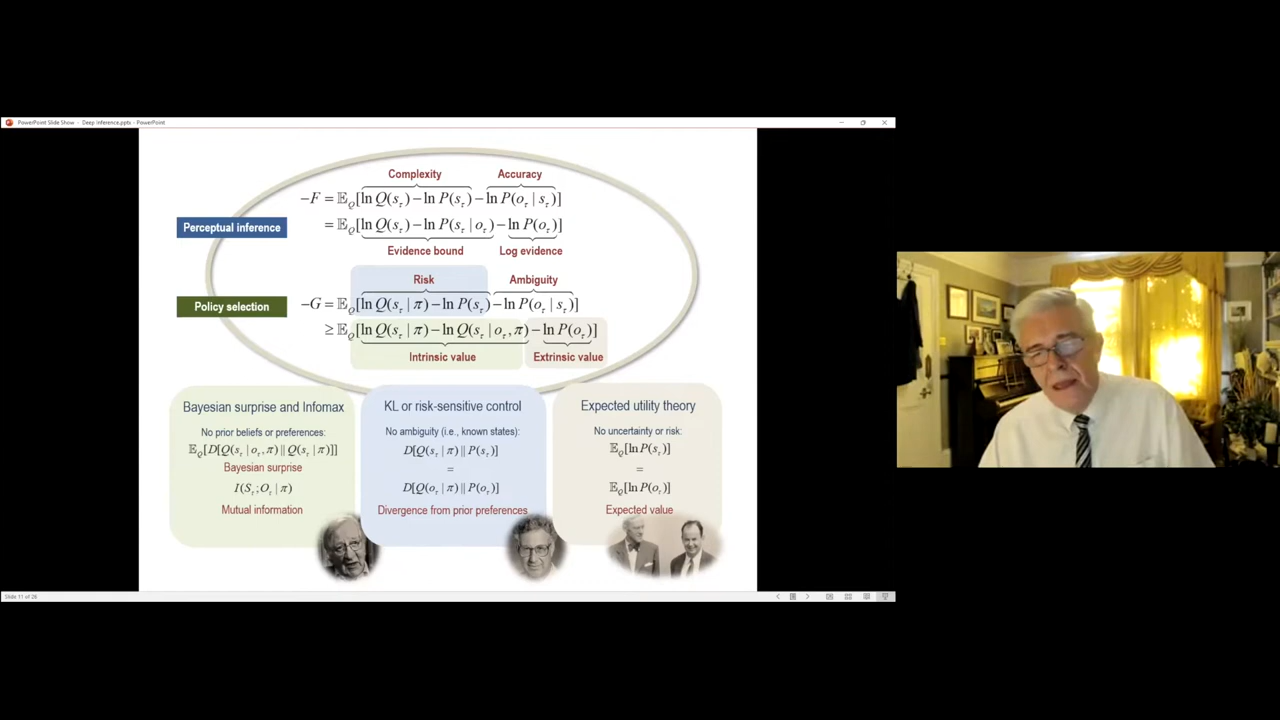 PowerPoint Slide Show - Deep Inference.pptx - PowerPoint
Complexity Accuracy
−F = 𝔼_Q[ln Q(s_τ) − ln P(s_τ) − ln P(o_τ | s_τ)]
Perceptual inference
= 𝔼_Q[ln Q(s_τ) − ln P(s_τ | o_τ) − ln P(o_τ)]
Evidence bound Log evidence
Risk Ambiguity
Policy selection
−G = 𝔼_Q[ln Q(s_τ | π) − ln P(s_τ) − ln P(o_τ | s_τ)]
≥ 𝔼_Q[ln Q(s_τ | π) − ln Q(s_τ | o_τ, π) − ln P(o_τ)]
Intrinsic value Extrinsic value
Bayesian surprise and Infomax
No prior beliefs or preferences:
𝔼_Q[D[Q(s_τ | o_τ, π) || Q(s_τ | π)]]
Bayesian surprise
I(S_τ; O_τ | π)
Mutual information
KL or risk-sensitive control
No ambiguity (i.e., known states):
D[Q(s_τ | π) || P(s_τ)]
=
D[Q(o_τ | π) || P(o_τ)]
Divergence from prior preferences
Expected utility theory
No uncertainty or risk:
𝔼_Q[ln P(s_τ)]
=
𝔼_Q[ln P(o_τ)]
Expected value
Slide 11 of 26